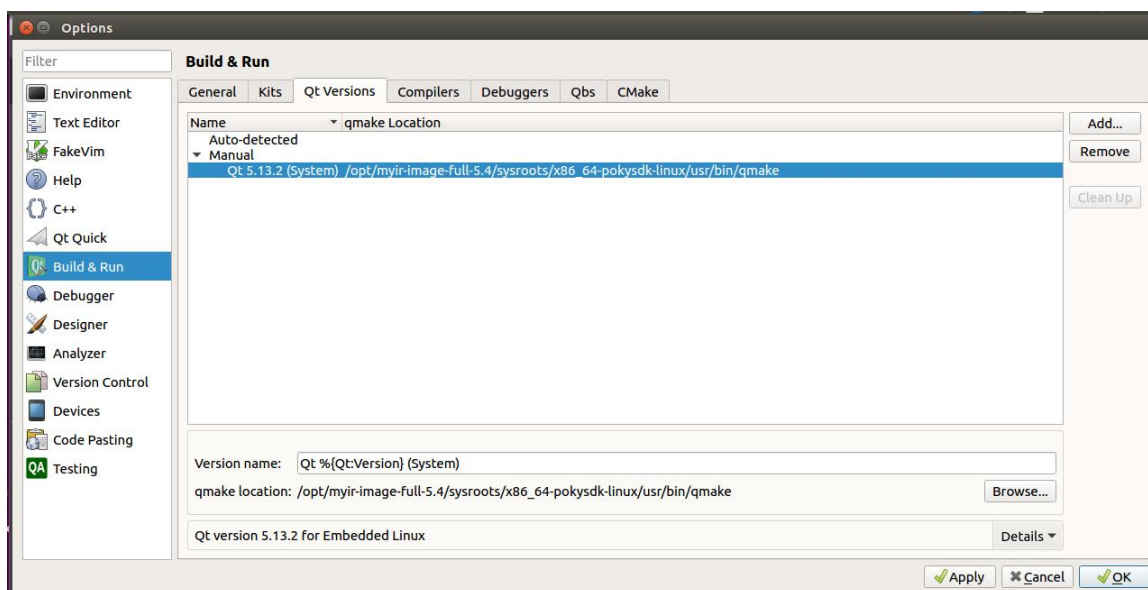 Options
Filter
Build & Run
Environment
Text Editor
FakeVim
Help
C++
Qt Quick
Build & Run
Debugger
Designer
Analyzer
Version Control
Devices
Code Pasting
Testing
General Kits Qt Versions Compilers Debuggers Qbs CMake
Name qmake Location
Auto-detected
Manual
Qt 5.13.2 (System) /opt/myir-image-full-5.4/sysroots/x86_64-pokysdk-linux/usr/bin/qmake
Add...
Remove
Clean Up
Version name: Qt %{Qt:Version} (System)
qmake location: /opt/myir-image-full-5.4/sysroots/x86_64-pokysdk-linux/usr/bin/qmake Browse...
Qt version 5.13.2 for Embedded Linux Details
Apply Cancel OK